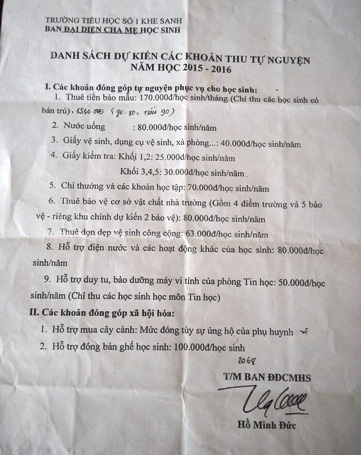 TRƯỜNG TIỂU HỌC SỐ 1 KHE SANH
BAN ĐẠI DIỆN CHA MẸ HỌC SINH
DANH SÁCH DỰ KIẾN CÁC KHOẢN THU TỰ NGUYỆN
NĂM HỌC 2015 - 2016
I. Các khoản đóng góp tự nguyện phục vụ cho học sinh:
1. Thuê tiền bảo mẫu: 170.000đ/sinh/tháng (Chỉ thu các học sinh có
bán trú).
2. Nước uống : 80.000đ/sinh/năm
3. Giấy vệ sinh, dụng cụ vệ sinh, xà phòng...: 40.000đ/sinh/năm
4. Giấy kiểm tra: Khối 1,2: 25.000đ/sinh/năm
Khối 3,4,5: 30.000đ/sinh/năm
5. Chi thưởng và các khoản học tập: 70.000đ/sinh/năm
6. Thuê bảo vệ cơ sở vật chất nhà trường (Gồm 4 điểm trường và 5 bảo
vệ - riêng khu chính dự kiến 2 bảo vệ): 80.000đ/sinh/năm
7. Thuê dọn dẹp vệ sinh công cộng: 63.000đ/sinh/năm
8. Hỗ trợ điện nước và các hoạt động khác của học sinh: 80.000đ
sinh/năm
9. Hỗ trợ duy tu, bảo dưỡng máy vi tính của phòng Tin học: 50.000đ/
sinh/năm (Chỉ thu các học sinh học môn Tin học)
II. Các khoản đóng góp xã hội hóa:
1. Hỗ trợ mua cây cảnh: Mức đóng tùy sự ủng hộ của phụ huynh
2. Hỗ trợ đóng bàn ghế học sinh: 100.000đ/học sinh
2068
T/M BAN ĐDCMHS
Hồ Minh Đức